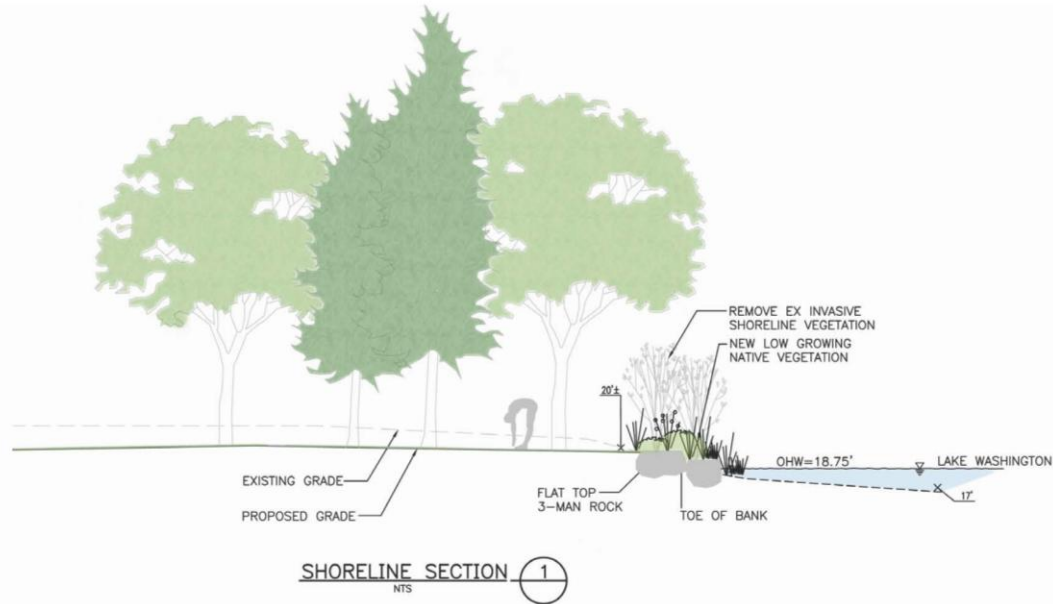 REMOVE EX INVASIVE
SHORELINE VEGETATION
NEW LOW GROWING
NATIVE VEGETATION
20'±
OHW=18.75'
LAKE WASHINGTON
EXISTING GRADE
FLAT TOP
3-MAN ROCK
17'
PROPOSED GRADE
TOE OF BANK
SHORELINE SECTION
1
NTS